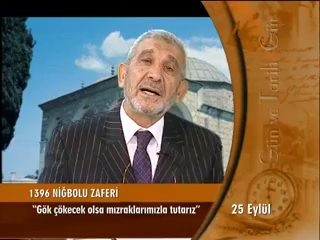 Gün ve Tarih
1396 NİĞBOLU ZAFERİ
"Gök çökecek olsa mızraklarımızla tutarız"
25 Eylül